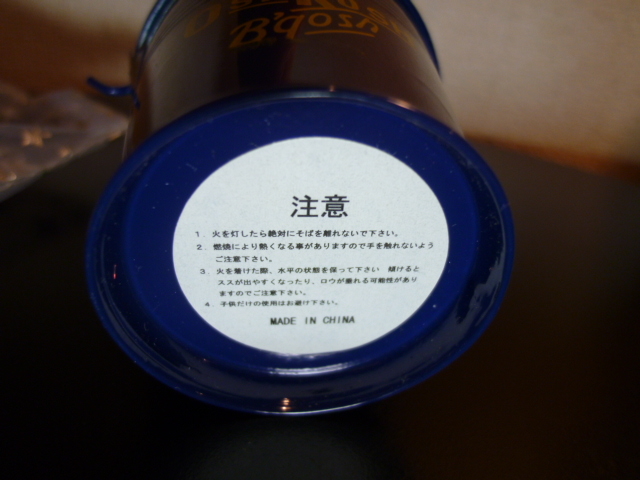 B'dozy
注意
1. 火を灯したら絶対にそばを離れないで下さい。
2. 燃焼により熱くなる事がありますので手を触れないよう
ご注意下さい。
3. 火を着けた際、水平の状態を保って下さい 傾けると
ススが出やすくなったり、ロウが垂れる可能性があり
ますのでご注意下さい。
4. 子供だけの使用はお避け下さい。
MADE IN CHINA